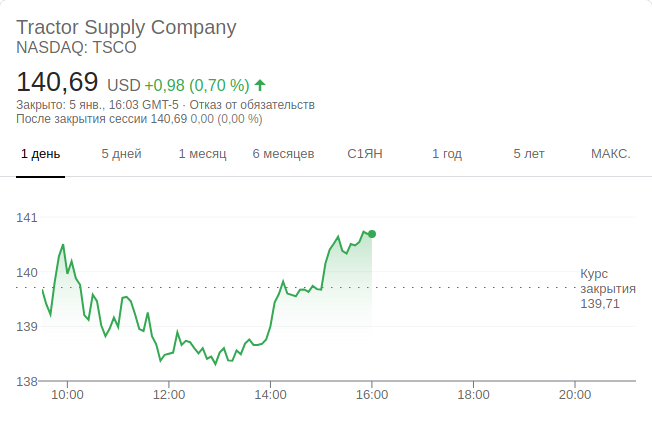 Tractor Supply Company
NASDAQ: TSCO
140,69 USD +0,98 (0,70 %)
Закрыто: 5 янв., 16:03 GMT-5 · Отказ от обязательств
После закрытия сессии 140,69 0,00 (0,00 %)
1 день 5 дней 1 месяц 6 месяцев С1ЯН 1 год 5 лет МАКС.
141
140
139
138
Курс
закрытия
139,71
10:00 12:00 14:00 16:00 18:00 20:00